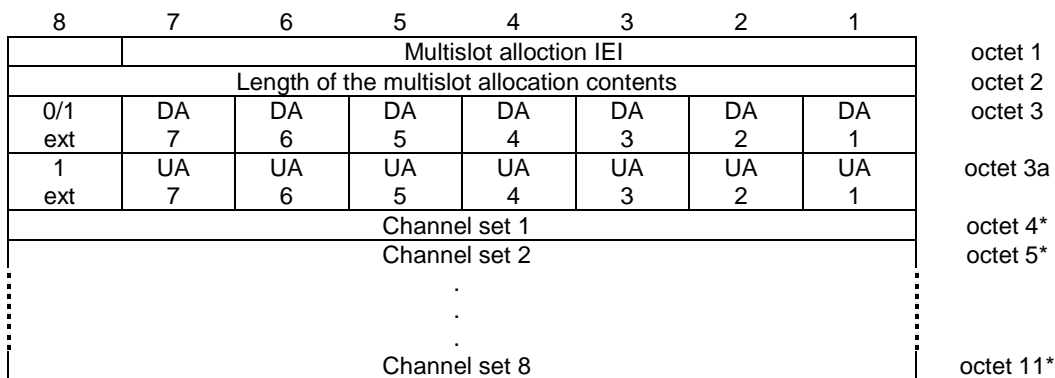 8 7 6 5 4 3 2 1
Multislot alloction IEI octet 1
Length of the multislot allocation contents octet 2
0/1 DA DA DA DA DA DA DA octet 3
ext 7 6 5 4 3 2 1
1 UA UA UA UA UA UA UA octet 3a
ext 7 6 5 4 3 2 1
Channel set 1 octet 4*
Channel set 2 octet 5*
.
.
.
Channel set 8 octet 11*